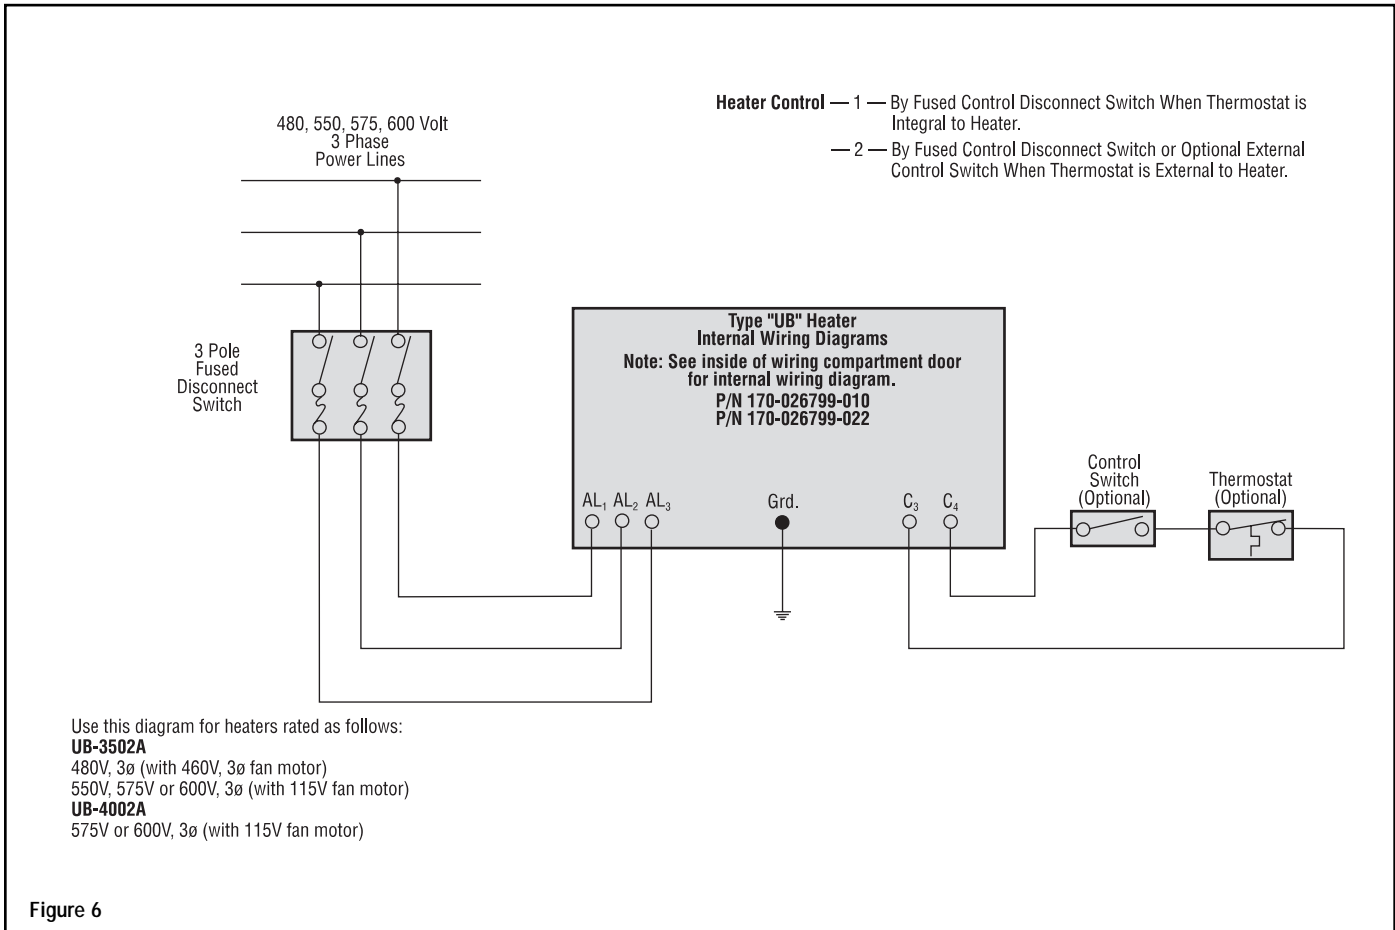 Heater Control — 1 — By Fused Control Disconnect Switch When Thermostat is
Integral to Heater.
— 2 — By Fused Control Disconnect Switch or Optional External
Control Switch When Thermostat is External to Heater.
480, 550, 575, 600 Volt
3 Phase
Power Lines
3 Pole
Fused
Disconnect
Switch
Type "UB" Heater
Internal Wiring Diagrams
Note: See inside of wiring compartment door
for internal wiring diagram.
P/N 170-026799-010
P/N 170-026799-022
AL₁ AL₂ AL₃ Grd. C₃ C₄
Control
Switch
(Optional)
Thermostat
(Optional)
Use this diagram for heaters rated as follows:
UB-3502A
480V, 3ø (with 460V, 3ø fan motor)
550V, 575V or 600V, 3ø (with 115V fan motor)
UB-4002A
575V or 600V, 3ø (with 115V fan motor)
Figure 6